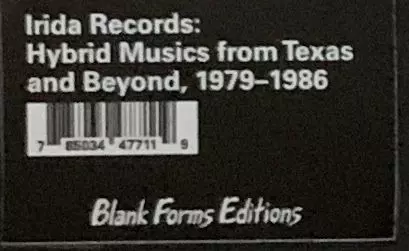 Irida Records:
Hybrid Musics from Texas
and Beyond, 1979–1986
7 85034 47711 9
Blank Forms Editions